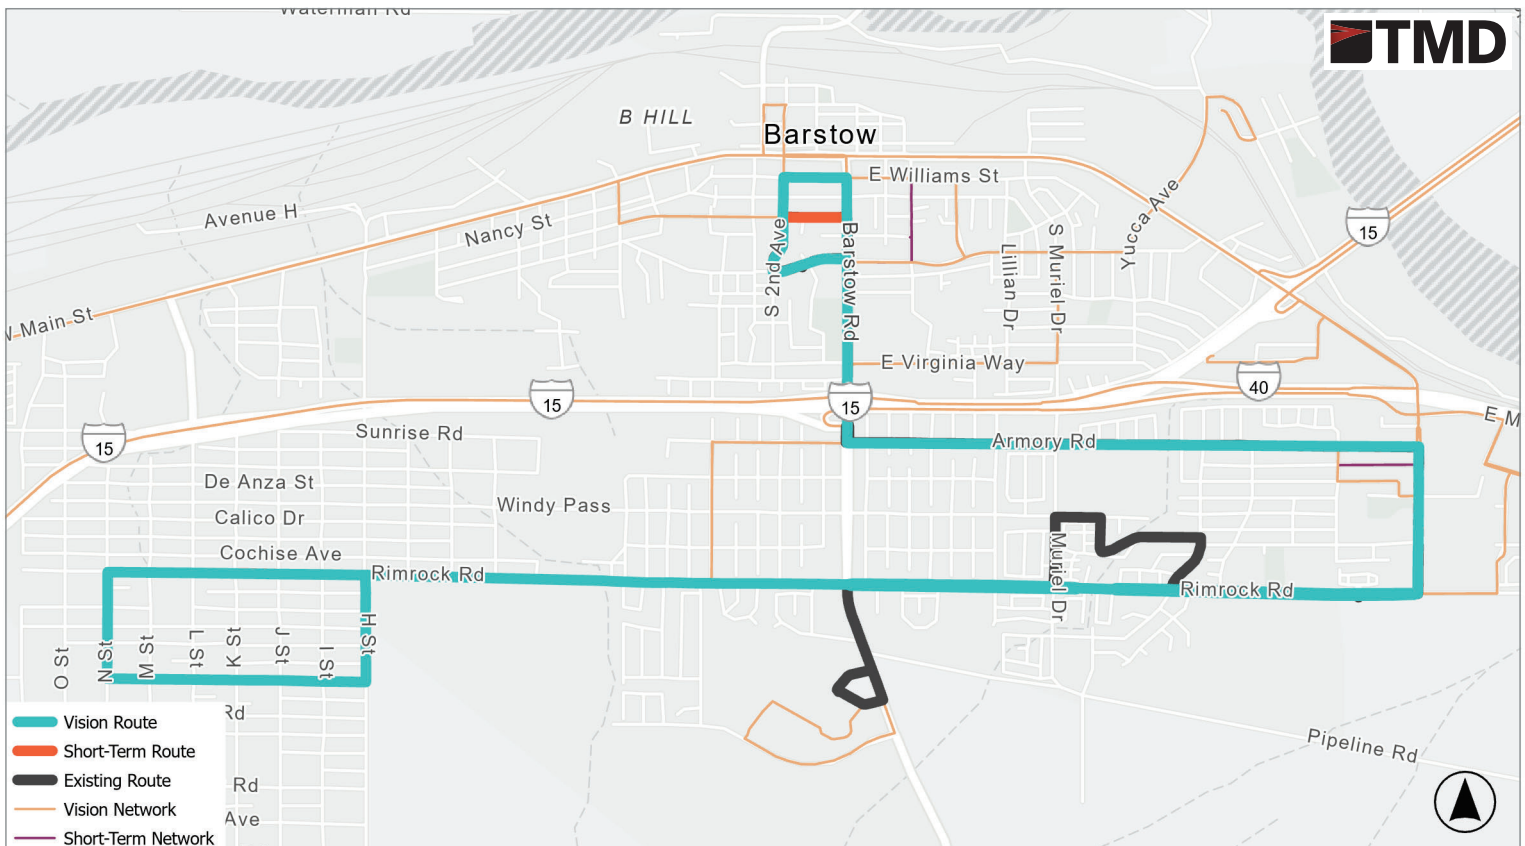 Waterman Rd
TMD
B HILL
Barstow
E Williams St
Avenue H
Nancy St
S 2nd Ave
Barstow Rd
Lillian Dr
S Muriel Dr
Yucca Ave
15
W Main St
E Virginia Way
40
15
15
15
Sunrise Rd
Armory Rd
E M
De Anza St
Windy Pass
Calico Dr
Cochise Ave
Rimrock Rd
Muriel Dr
Rimrock Rd
O St
N St
M St
L St
K St
J St
I St
H St
Rd
Pipeline Rd
Rd
Ave
Vision Route
Short-Term Route
Existing Route
Vision Network
Short-Term Network